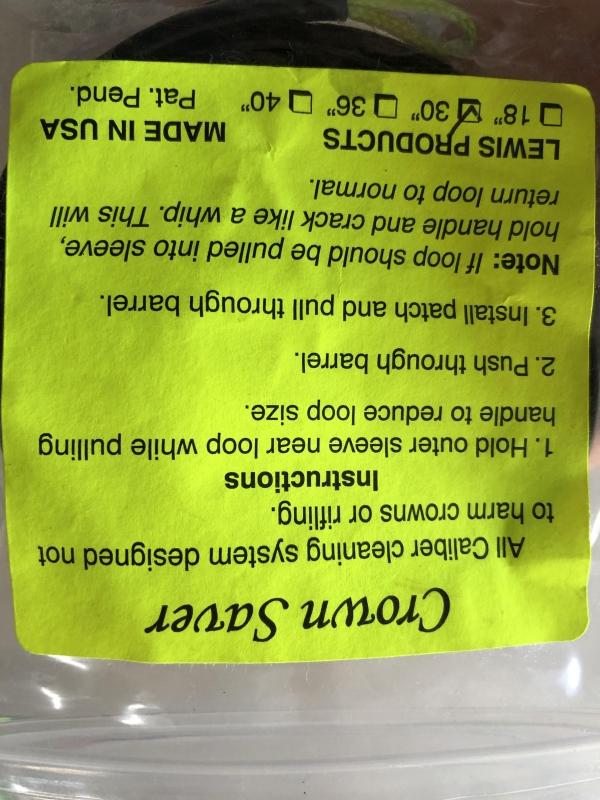 Crown Saver
All Caliber cleaning system designed not
to harm crowns or rifling.
Instructions
1. Hold outer sleeve near loop while pulling
handle to reduce loop size.
2. Push through barrel.
3. Install patch and pull through barrel.
Note: If loop should be pulled into sleeve,
hold handle and crack like a whip. This will
return loop to normal.
LEWIS PRODUCTS MADE IN USA
☐ 18" ☑ 30" ☐ 36" ☐ 40" Pat. Pend.